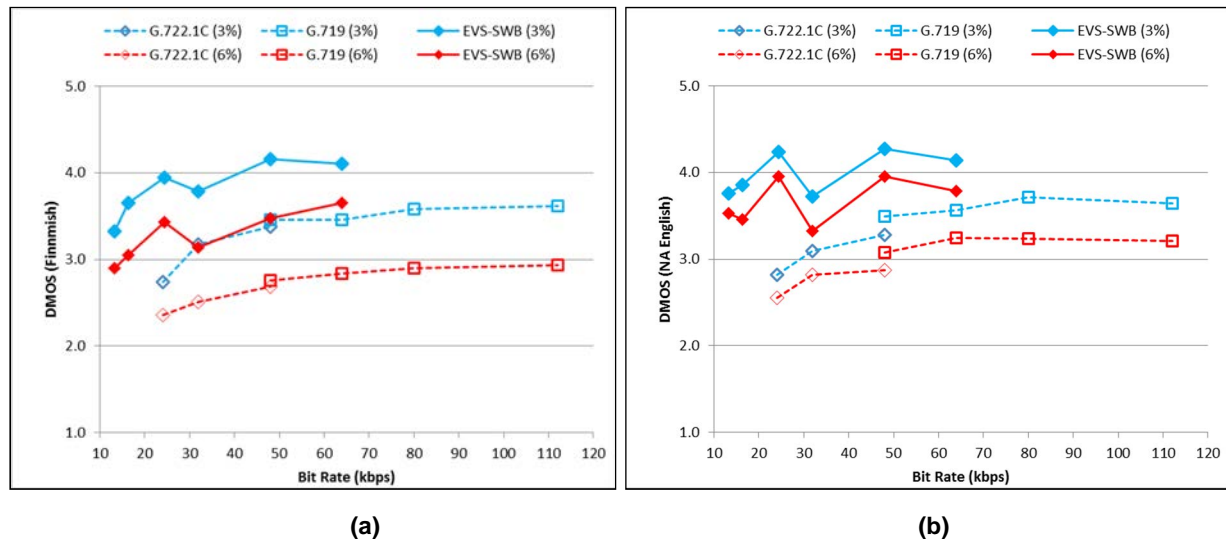 G.722.1C (3%) G.719 (3%) EVS-SWB (3%)
G.722.1C (6%) G.719 (6%) EVS-SWB (6%)
5.0
4.0
3.0
2.0
1.0
DMOS (Finnmish)
10 20 30 40 50 60 70 80 90 100 110 120
Bit Rate (kbps)
(a)
G.722.1C (3%) G.719 (3%) EVS-SWB (3%)
G.722.1C (6%) G.719 (6%) EVS-SWB (6%)
5.0
4.0
3.0
2.0
1.0
DMOS (NA English)
10 20 30 40 50 60 70 80 90 100 110 120
Bit Rate (kbps)
(b)